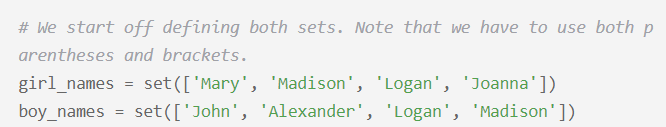 # We start off defining both sets. Note that we have to use both p
arentheses and brackets.
girl_names = set(['Mary', 'Madison', 'Logan', 'Joanna'])
boy_names = set(['John', 'Alexander', 'Logan', 'Madison'])